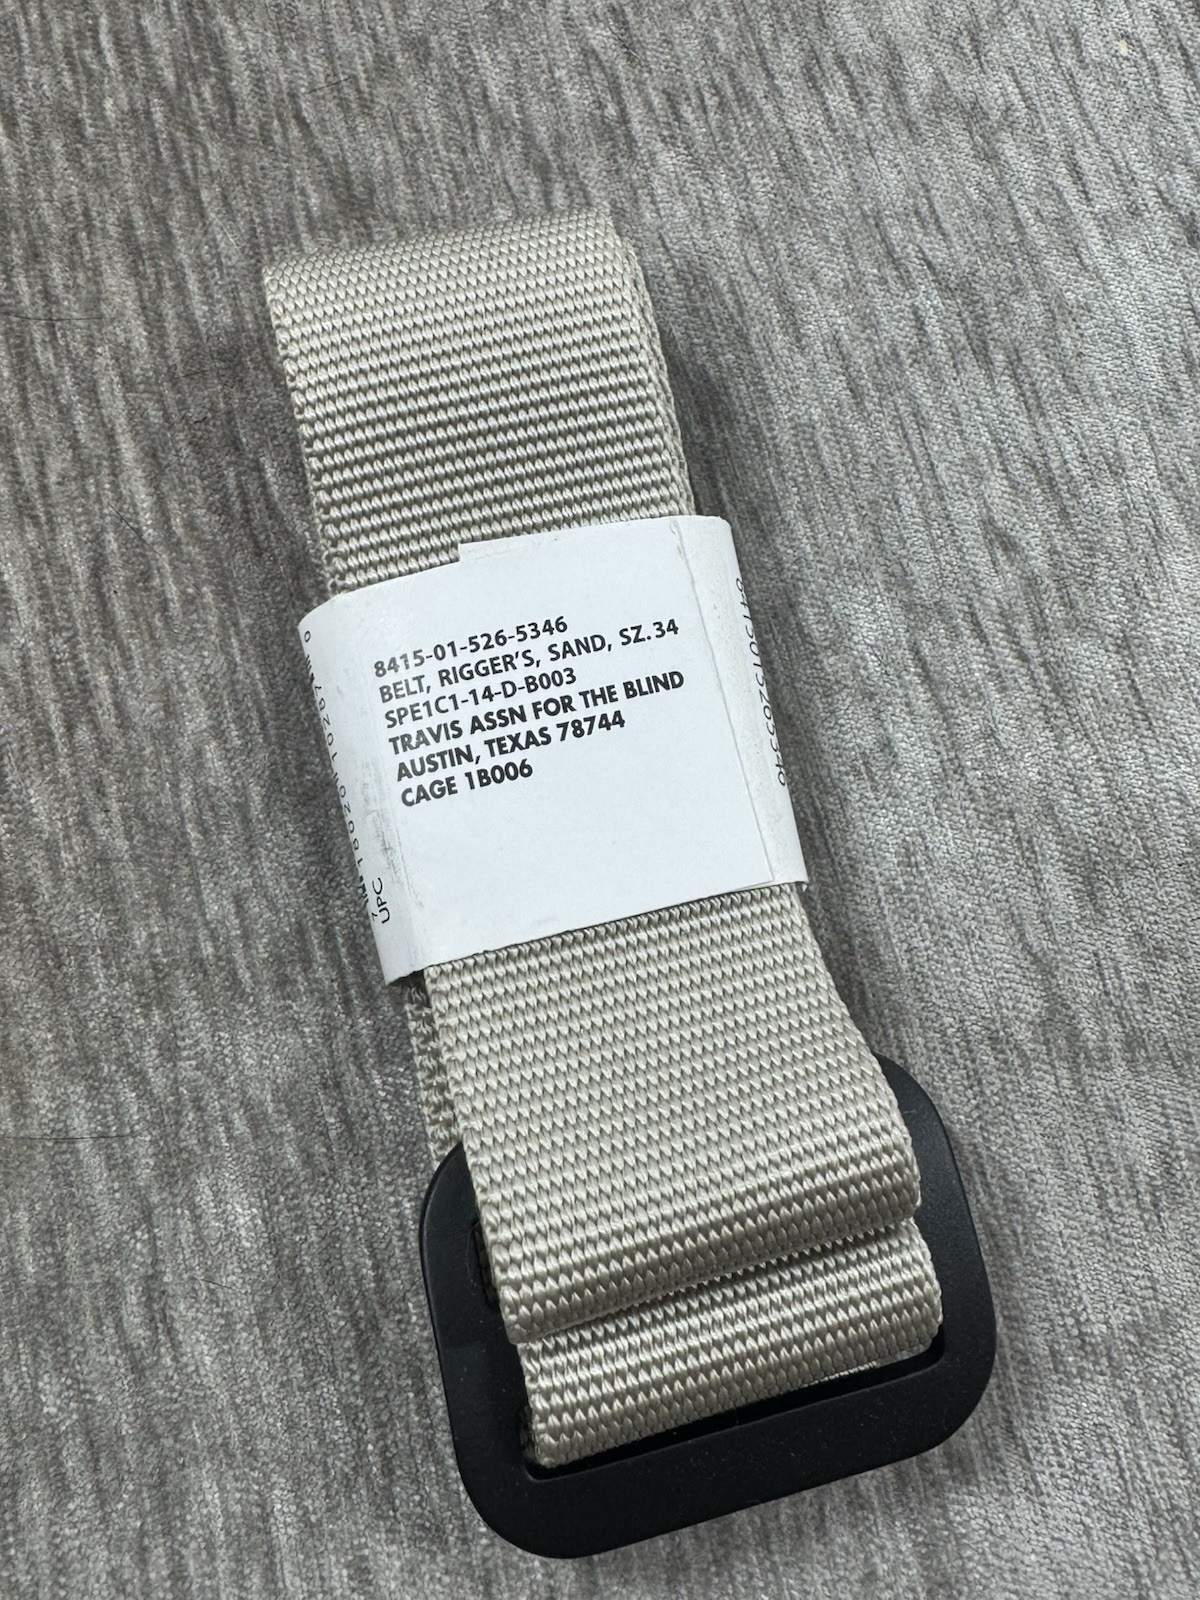 8415-01-526-5346
BELT, RIGGER'S, SAND, SZ.34
SPE1C1-14-D-B003
TRAVIS ASSN FOR THE BLIND
AUSTIN, TEXAS 78744
CAGE 1B006
8415015265346
UPC